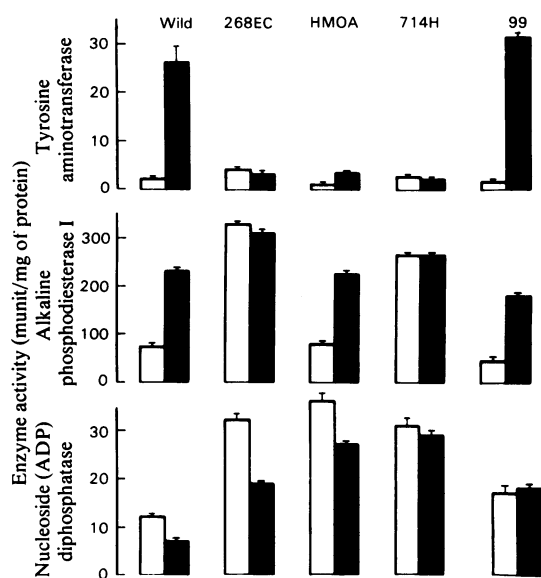 Wild 268EC HMOA 714H 99
Enzyme activity (munit/mg of protein)
Tyrosine
aminotransferase
30
20
10
0
Alkaline
phosphodiesterase I
300
200
100
0
Nucleoside (ADP)
diphosphatase
30
20
10
0